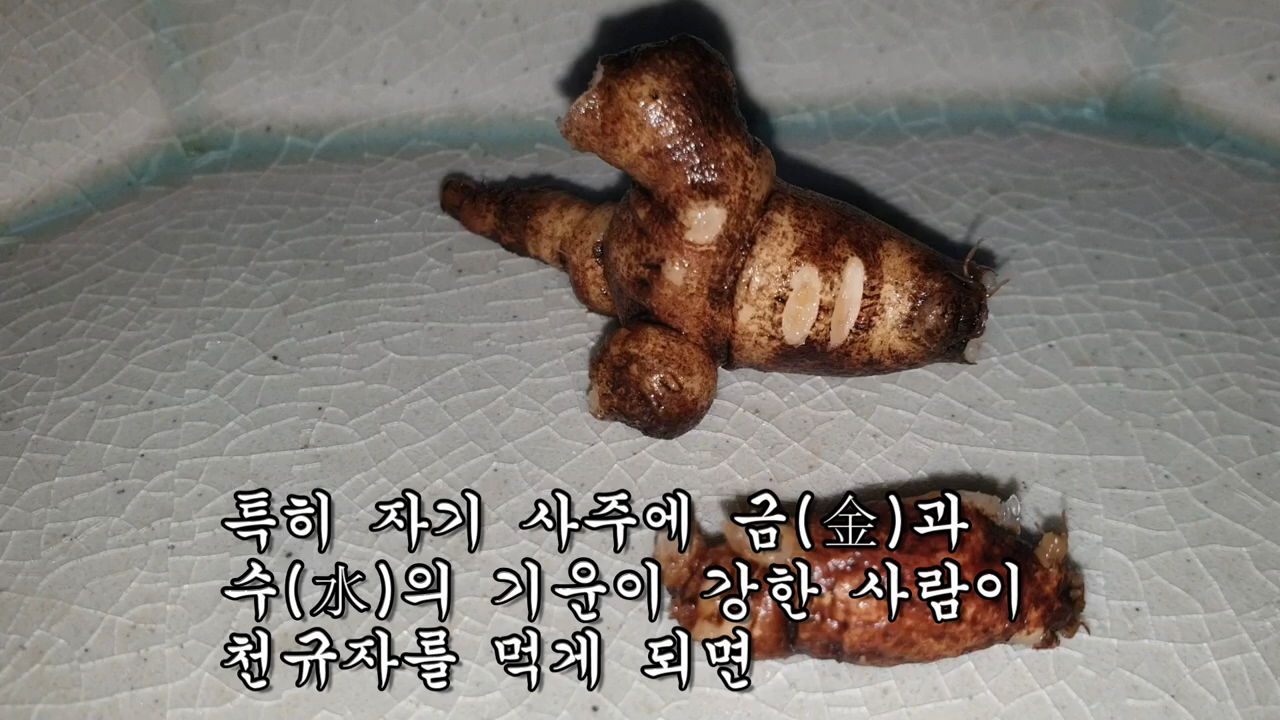 특히 자기 사주에 금(金)과
수(水)의 기운이 강한 사람이
천규자를 먹게 되면